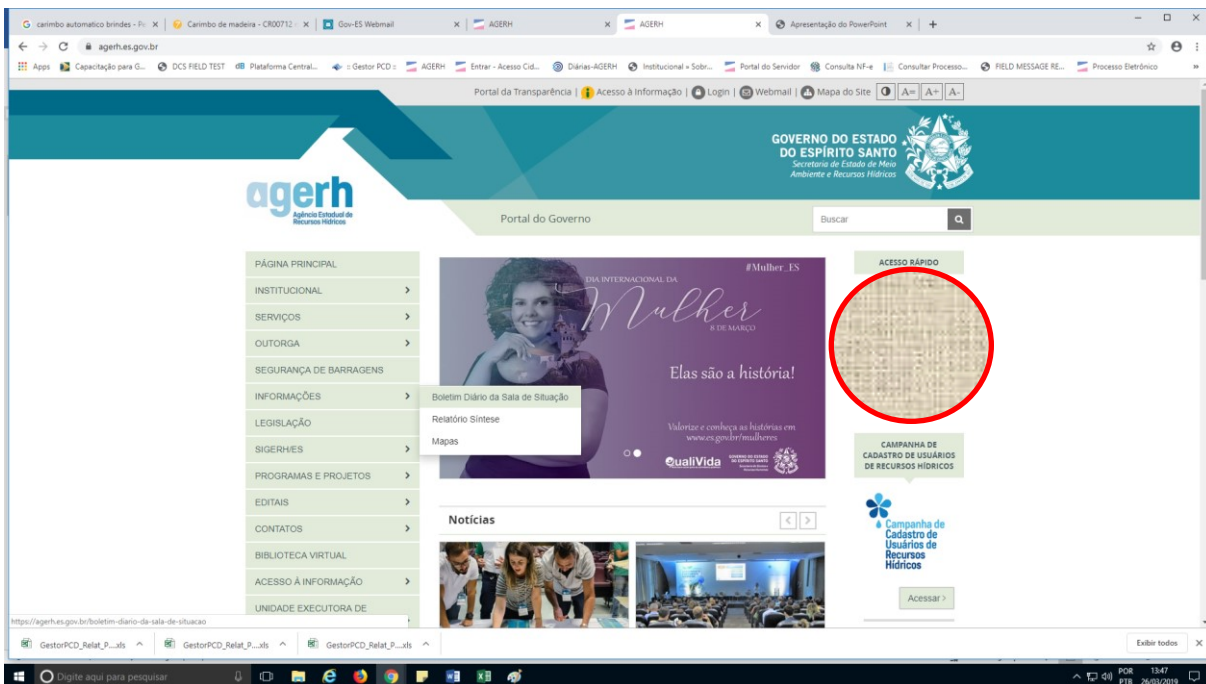 carimbo automatico brindes - Pe
Carimbo de madeira - CR00712 -
Gov-ES Webmail
AGERH
AGERH
Apresentação do PowerPoint
agerh.es.gov.br
Apps
Capacitação para G...
DCS FIELD TEST
Plataforma Central...
:: Gestor PCD ::
AGERH
Entrar - Acesso Cid...
Diárias-AGERH
Institucional » Sobr...
Portal do Servidor
Consulta NF-e
Consultar Processo...
FIELD MESSAGE RE...
Processo Eletrônico
»
Portal da Transparência | Acesso à Informação | Login | Webmail | Mapa do Site A= A+ A-
GOVERNO DO ESTADO
DO ESPÍRITO SANTO
Secretaria de Estado de Meio
Ambiente e Recursos Hídricos
agerh
Agência Estadual de
Recursos Hídricos
Portal do Governo
Buscar
PÁGINA PRINCIPAL
INSTITUCIONAL
SERVIÇOS
OUTORGA
SEGURANÇA DE BARRAGENS
INFORMAÇÕES
LEGISLAÇÃO
SIGERH/ES
PROGRAMAS E PROJETOS
EDITAIS
CONTATOS
BIBLIOTECA VIRTUAL
ACESSO À INFORMAÇÃO
UNIDADE EXECUTORA DE
Boletim Diário da Sala de Situação
Relatório Síntese
Mapas
#Mulher_ES
DIA INTERNACIONAL DA
Mulher
8 DE MARÇO
Elas são a história!
Valorize e conheça as histórias em
www.es.gov.br/mulheres
QualiVida
GOVERNO DO ESTADO
DO ESPÍRITO SANTO
ACESSO RÁPIDO
CAMPANHA DE
CADASTRO DE USUÁRIOS
DE RECURSOS HÍDRICOS
Campanha de
Cadastro de
Usuários de
Recursos
Hídricos
Acessar >
Notícias
https://agerh.es.gov.br/boletim-diario-da-sala-de-situacao
GestorPCD_Relat_P....xls
GestorPCD_Relat_P....xls
GestorPCD_Relat_P....xls
Exibir todos
Digite aqui para pesquisar
POR
PTB
13:47
26/03/2019